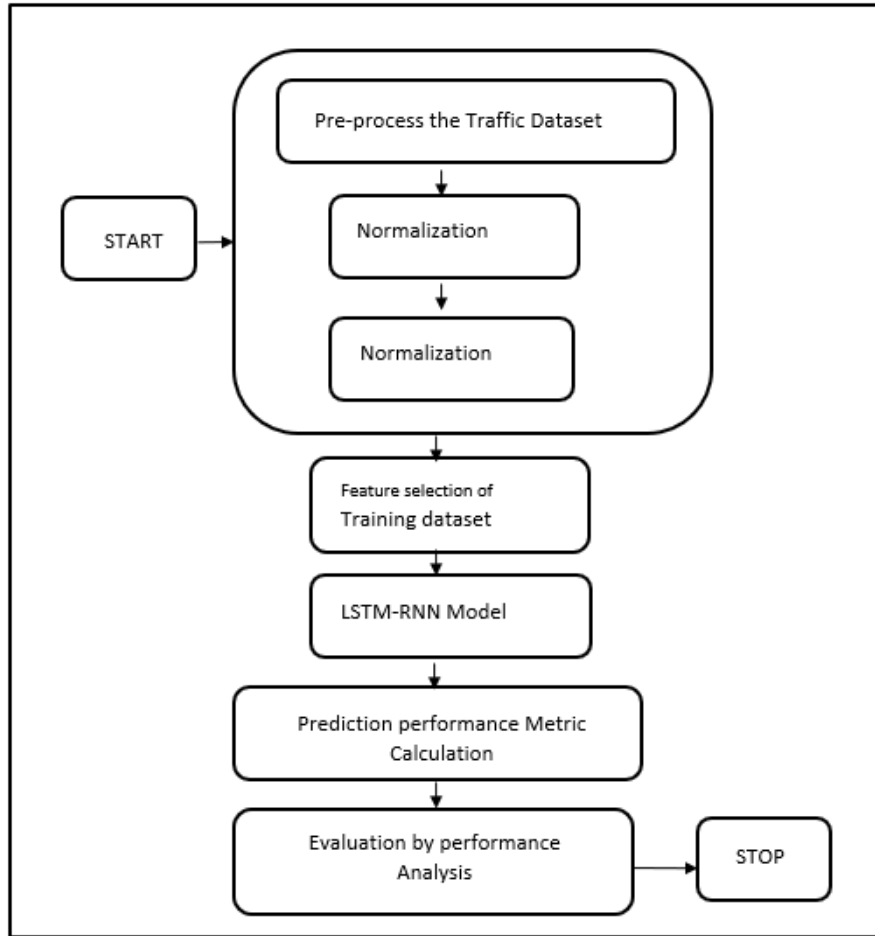 Pre-process the Traffic Dataset
START
Normalization
Normalization
Feature selection of
Training dataset
LSTM-RNN Model
Prediction performance Metric
Calculation
Evaluation by performance
Analysis
STOP